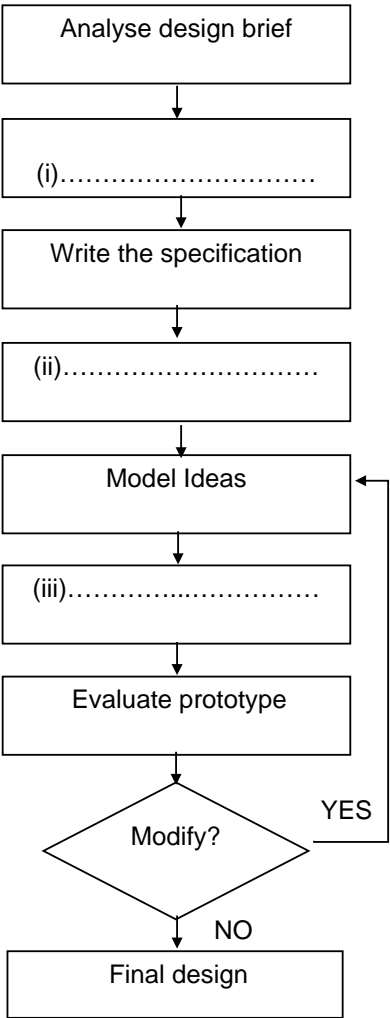 Analyse design brief
(i)……………………………
Write the specification
(ii)…………………………
Model Ideas
(iii)…………...……………
Evaluate prototype
Modify?
YES
NO
Final design